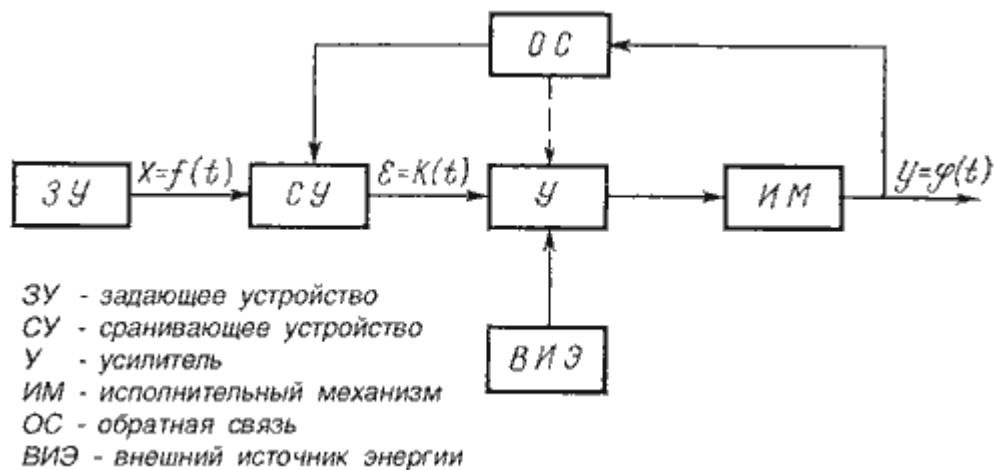 ОС
ЗУ
X=f(t)
СУ
ε=K(t)
У
ИМ
y=φ(t)
ВИЭ
ЗУ - задающее устройство
СУ - сранивающее устройство
У - усилитель
ИМ - исполнительный механизм
ОС - обратная связь
ВИЭ - внешний источник энергии